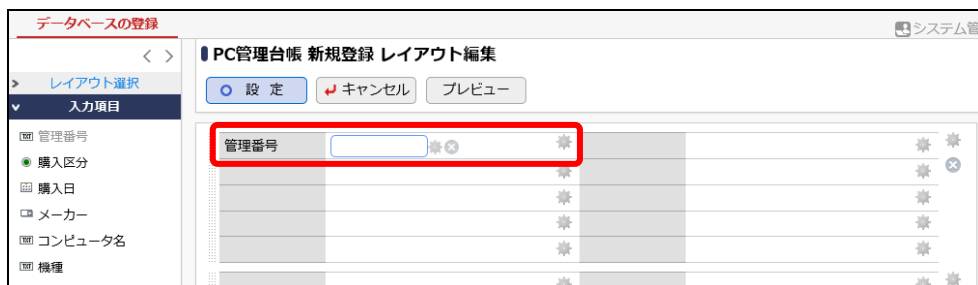 データベースの登録
システム管
< >
PC管理台帳 新規登録 レイアウト編集
> レイアウト選択
設 定 キャンセル プレビュー
v 入力項目
管理番号
TXT 管理番号
購入区分
購入日
メーカー
TXT コンピュータ名
TXT 機種